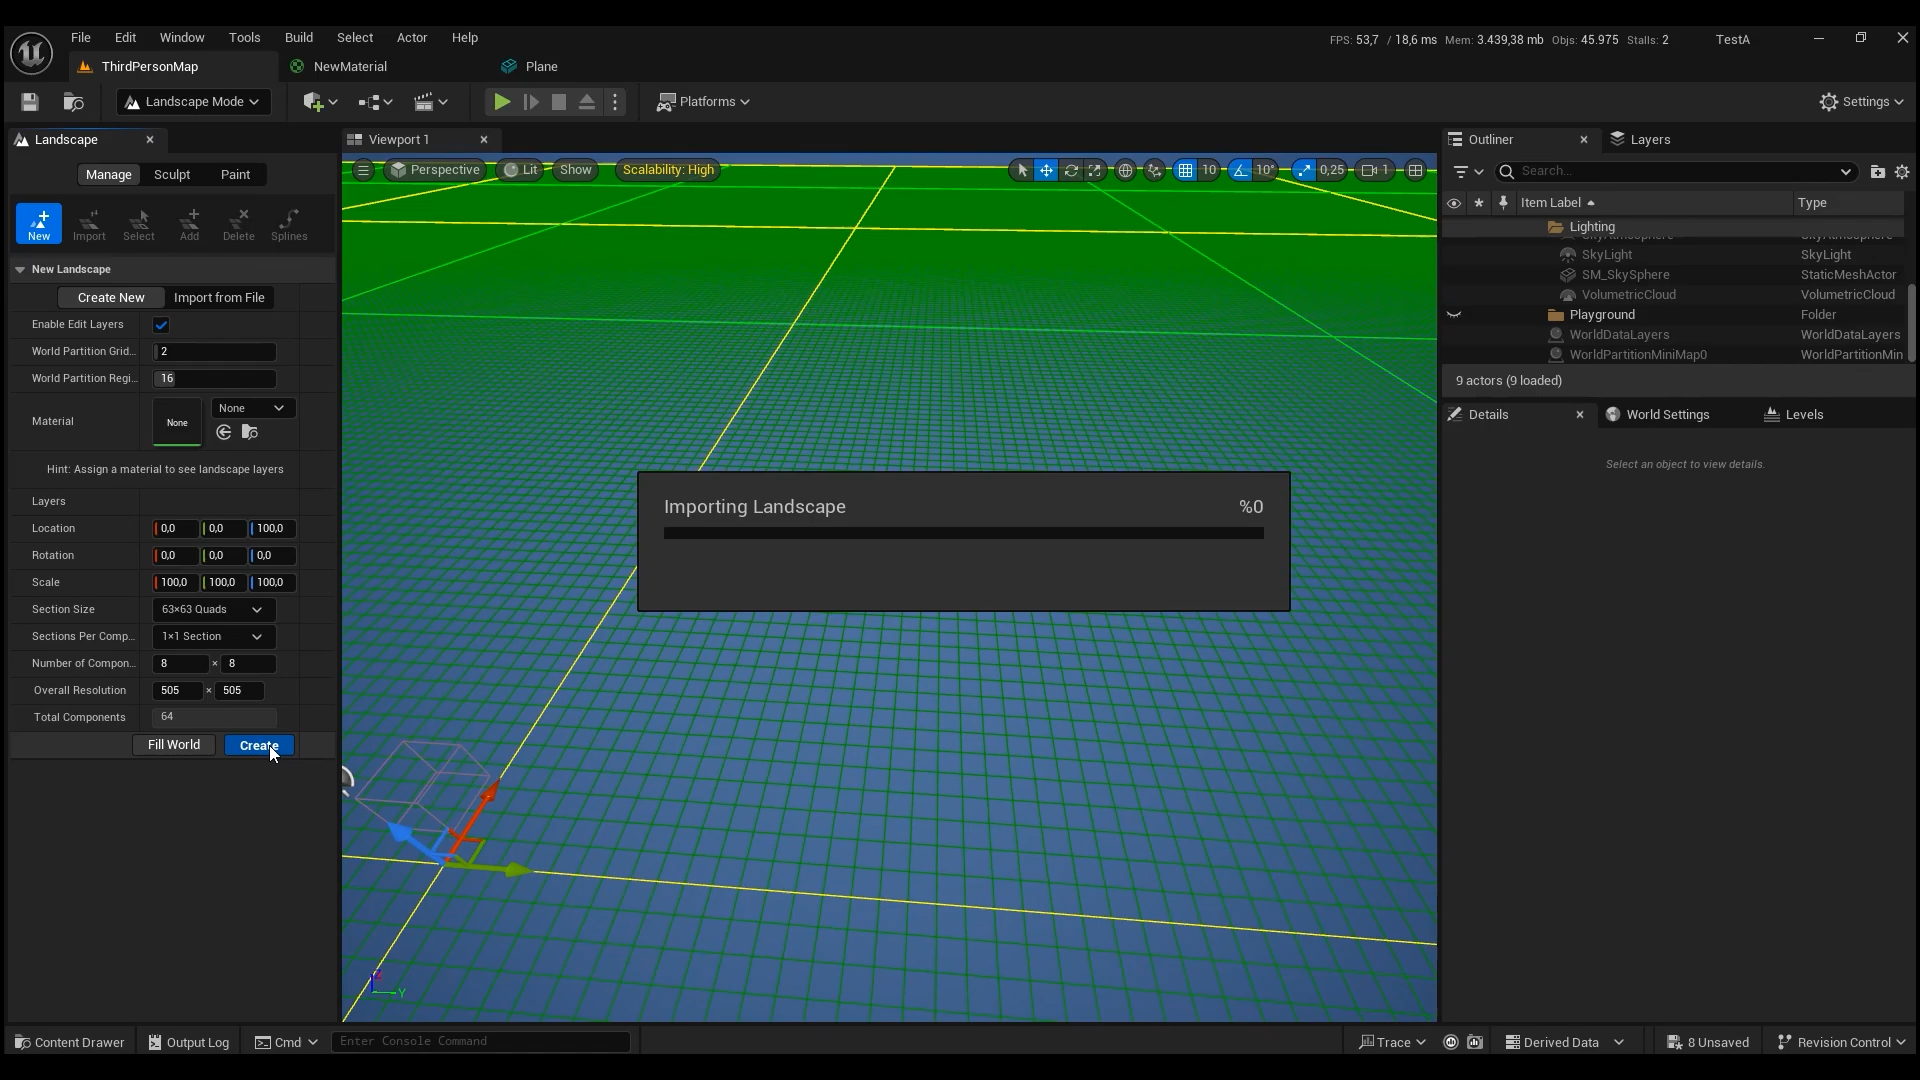 File Edit Window Tools Build Select Actor Help
FPS: 53,7 / 18,6 ms Mem: 3.439,38 mb Objs: 45.975 Stalls: 2 TestA
ThirdPersonMap NewMaterial Plane
Landscape Mode Platforms Settings
Landscape Viewport 1 Outliner Layers
Manage Sculpt Paint
Perspective Lit Show Scalability: High 10 10° 0,25 1
Search...
New Import Select Add Delete Splines
Item Label Type
Lighting
SkyLight SkyLight
SM_SkySphere StaticMeshActor
VolumetricCloud VolumetricCloud
Playground Folder
WorldDataLayers WorldDataLayers
WorldPartitionMiniMap0 WorldPartitionMin
9 actors (9 loaded)
Details World Settings Levels
Select an object to view details.
New Landscape
Create New Import from File
Enable Edit Layers
World Partition Grid... 2
World Partition Regi... 16
Material None None
Hint: Assign a material to see landscape layers
Layers
Location 0,0 0,0 100,0
Rotation 0,0 0,0 0,0
Scale 100,0 100,0 100,0
Section Size 63×63 Quads
Sections Per Comp... 1×1 Section
Number of Compon... 8 × 8
Overall Resolution 505 × 505
Total Components 64
Fill World Create
Importing Landscape %0
Y
Content Drawer Output Log Cmd Enter Console Command Trace Derived Data 8 Unsaved Revision Control